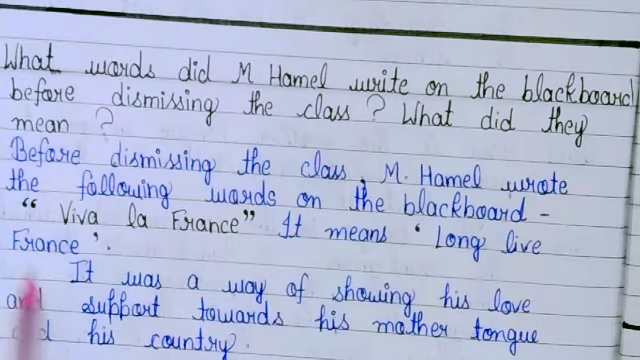 What words did M Hamel write on the blackboard
before dismissing the class ? What did they
mean ?
Before dismissing the class, M. Hamel wrote
the following words on the blackboard -
" Viva la France" It means ' Long live
France '.
It was a way of showing his love
and support towards his mother tongue
and his country.